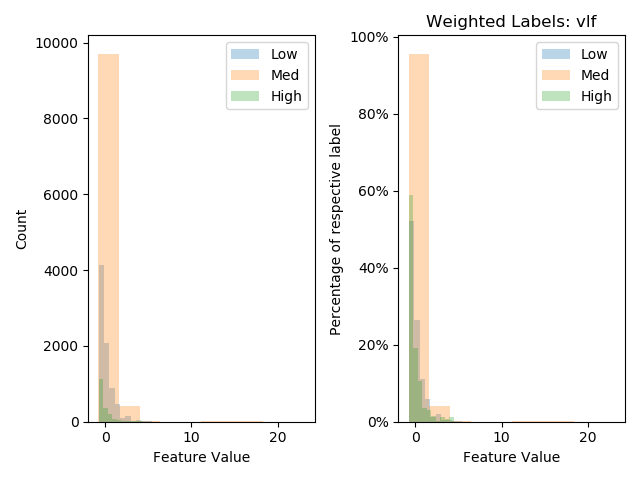 10000
8000
6000
4000
2000
0
Count
0 10 20
Feature Value
Low
Med
High
Weighted Labels: vlf
100%
80%
60%
40%
20%
0%
Percentage of respective label
0 10 20
Feature Value
Low
Med
High